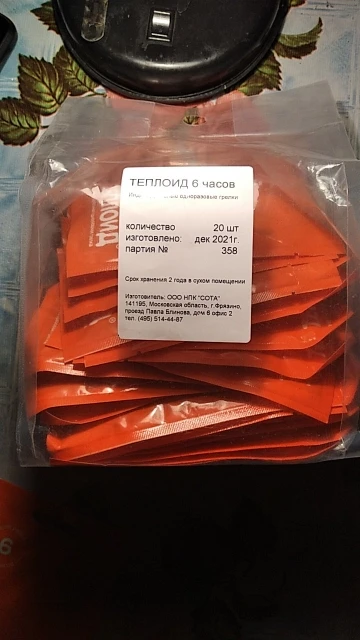 ТЕПЛОИД 6 часов
одноразовые грелки
количество 20 шт
изготовлено: дек 2021г.
партия № 358
Срок хранения 2 года в сухом помещении
Изготовитель: ООО НПК "СОТА"
141195, Московская область, г.Фрязино,
проезд Павла Блинова, дом 6 офис 2
тел. (495) 514-44-87